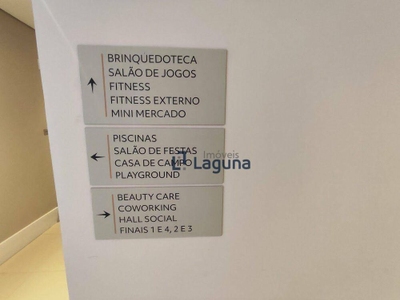 BRINQUEDOTECA
SALÃO DE JOGOS
FITNESS
FITNESS EXTERNO
MINI MERCADO
PISCINAS
SALÃO DE FESTAS
CASA DE CAMPO
PLAYGROUND
Imóveis
Laguna
BEAUTY CARE
COWORKING
HALL SOCIAL
FINAIS 1 E 4, 2 E 3